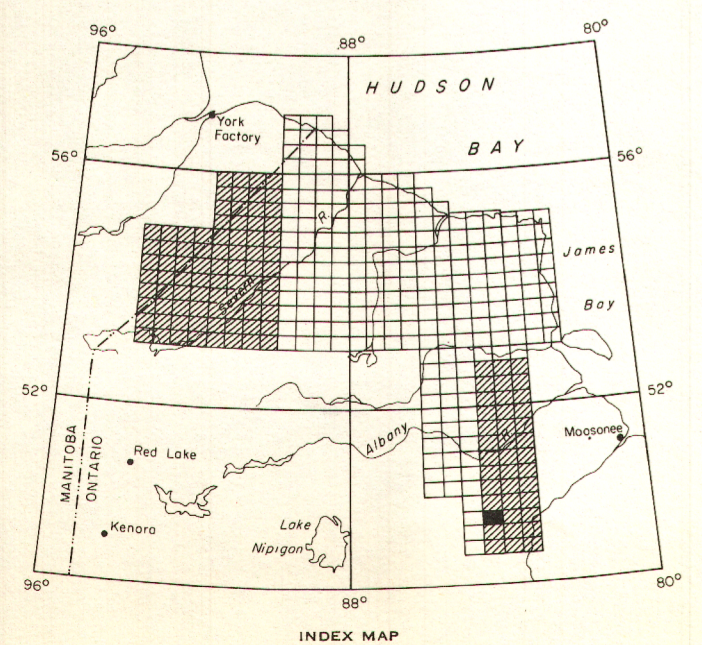 96°
88°
80°
HUDSON
BAY
York
Factory
56°
56°
R.
Severn
James
Bay
52°
52°
MANITOBA
ONTARIO
Red Lake
Albany
R.
Moosonee
Kenora
Lake
Nipigon
96°
88°
80°
INDEX MAP